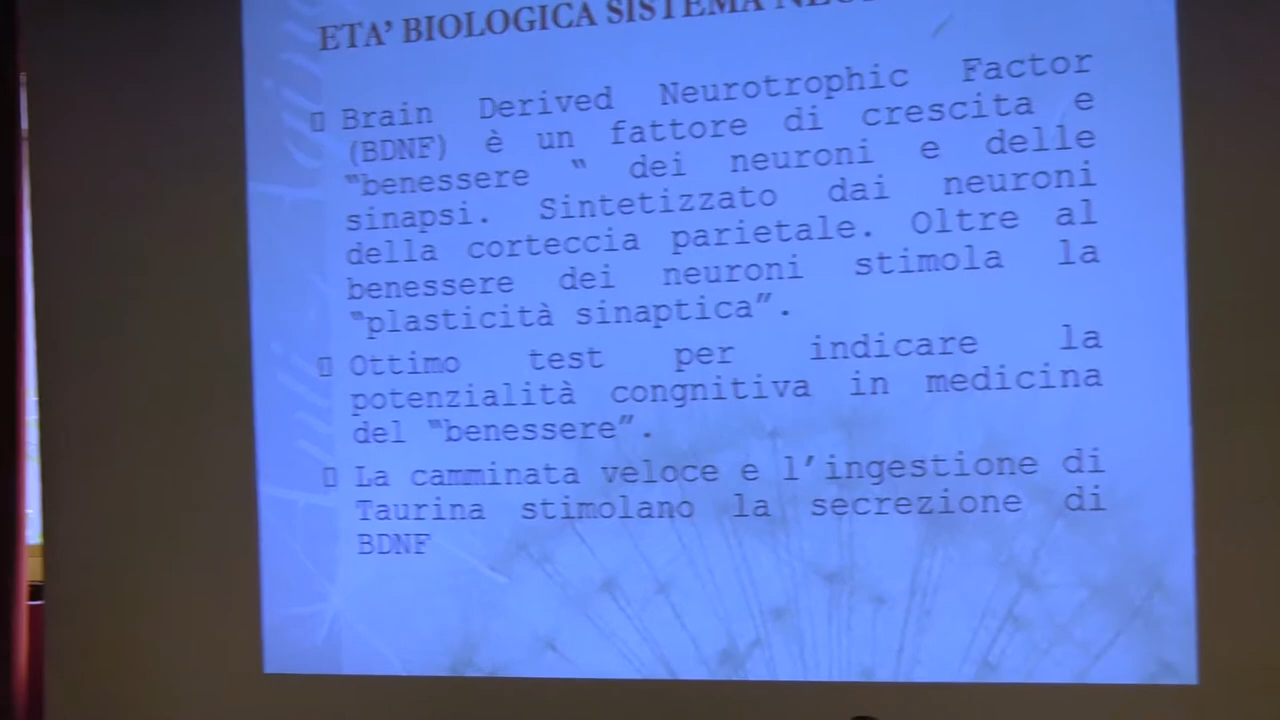 ETA' BIOLOGICA SISTEMA
Brain Derived Neurotrophic Factor
(BDNF) è un fattore di crescita e
"benessere " dei neuroni e delle
sinapsi. Sintetizzato dai neuroni
della corteccia parietale. Oltre al
benessere dei neuroni stimola la
"plasticità sinaptica".
Ottimo test per indicare la
potenzialità congnitiva in medicina
del "benessere".
La camminata veloce e l'ingestione di
Taurina stimolano la secrezione di
BDNF